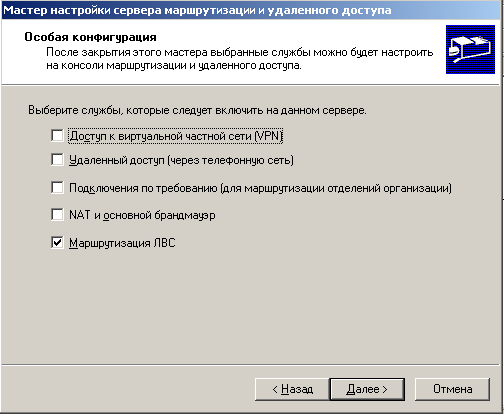 Мастер настройки сервера маршрутизации и удаленного доступа
Особая конфигурация
После закрытия этого мастера выбранные службы можно будет настроить
на консоли маршрутизации и удаленного доступа.
Выберите службы, которые следует включить на данном сервере.
Доступ к виртуальной частной сети (VPN)
Удаленный доступ (через телефонную сеть)
Подключения по требованию (для маршрутизации отделений организации)
NAT и основной брандмауэр
Маршрутизация ЛВС
< Назад
Далее >
Отмена